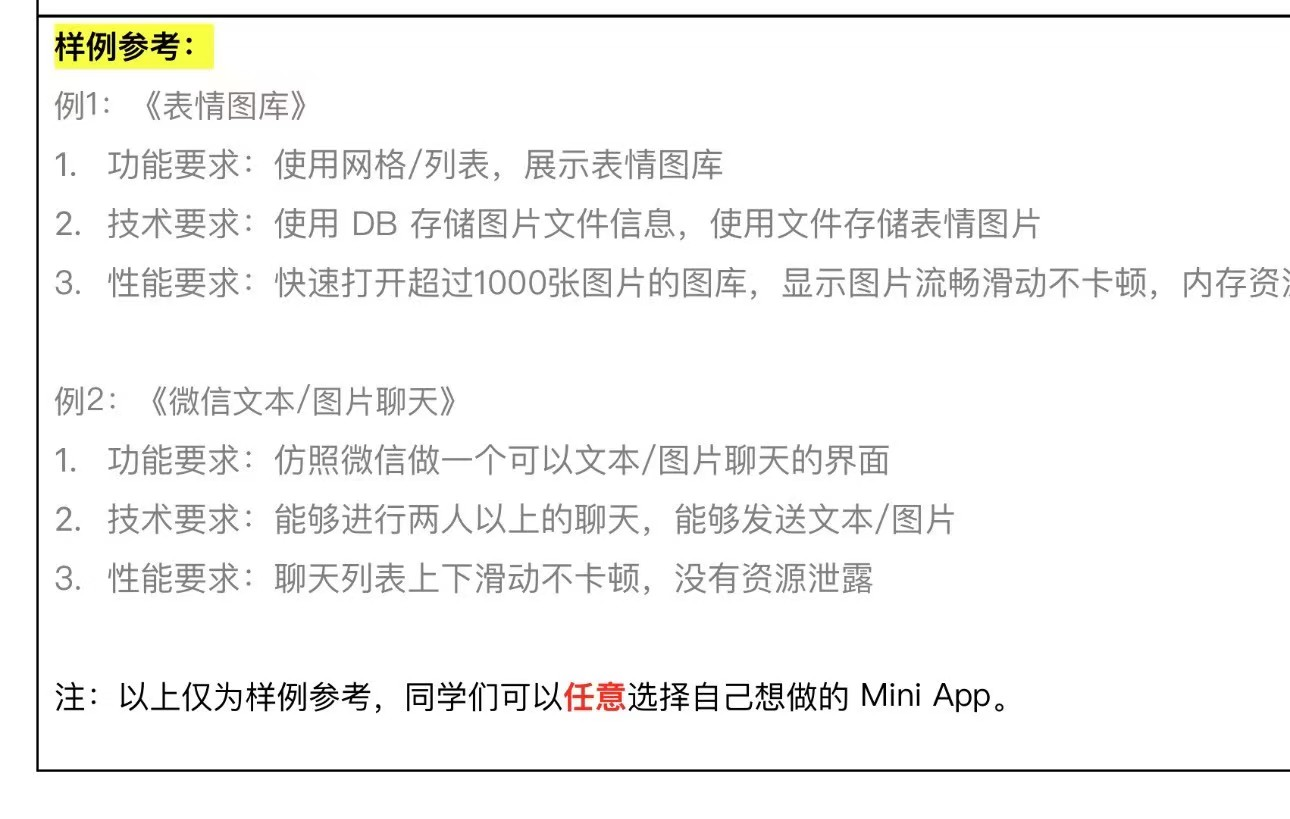 样例参考：
例1：《表情图库》
1. 功能要求：使用网格/列表，展示表情图库
2. 技术要求：使用 DB 存储图片文件信息，使用文件存储表情图片
3. 性能要求：快速打开超过1000张图片的图库，显示图片流畅滑动不卡顿，内存资
例2：《微信文本/图片聊天》
1. 功能要求：仿照微信做一个可以文本/图片聊天的界面
2. 技术要求：能够进行两人以上的聊天，能够发送文本/图片
3. 性能要求：聊天列表上下滑动不卡顿，没有资源泄露
注：以上仅为样例参考，同学们可以任意选择自己想做的 Mini App。